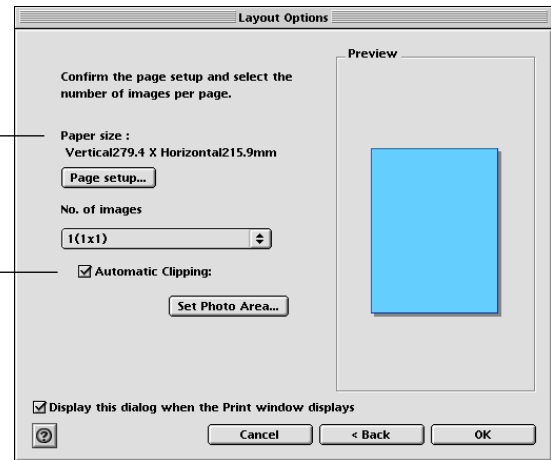 Layout Options
Confirm the page setup and select the
number of images per page.
Paper size :
Vertical279.4 X Horizontal215.9mm
Page setup...
No. of images
1(1x1)
Automatic Clipping:
Set Photo Area...
Preview
Display this dialog when the Print window displays
?
Cancel
< Back
OK